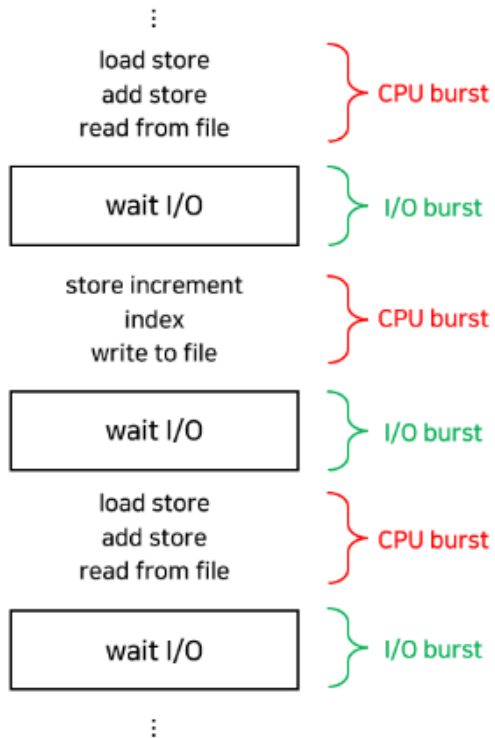 ⋮
load store
add store
read from file
CPU burst
wait I/O
I/O burst
store increment
index
write to file
CPU burst
wait I/O
I/O burst
load store
add store
read from file
CPU burst
wait I/O
I/O burst
⋮